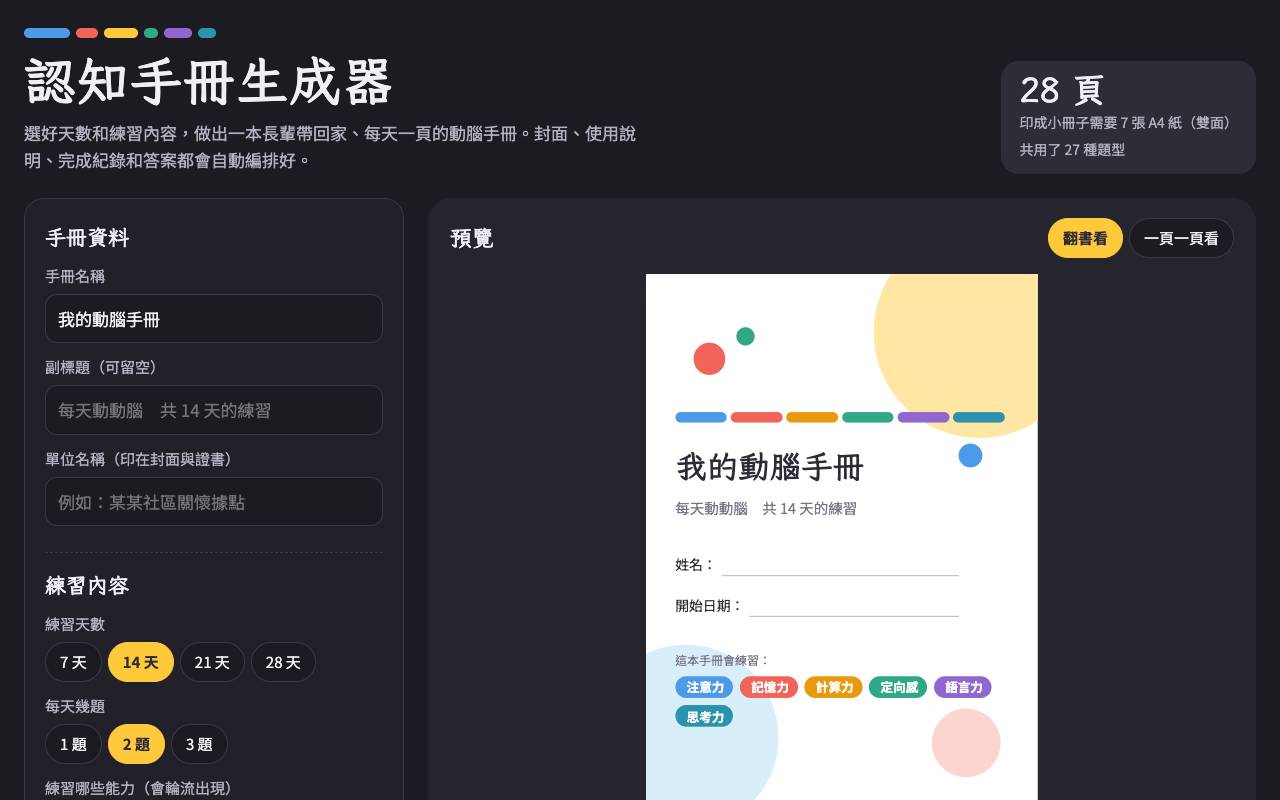 認知手冊生成器
選好天數和練習內容，做出一本長輩帶回家、每天一頁的動腦手冊。封面、使用說
明、完成紀錄和答案都會自動編排好。
28 頁
印成小冊子需要 7 張 A4 紙（雙面）
共用了 27 種題型
手冊資料
手冊名稱
我的動腦手冊
副標題（可留空）
每天動動腦　共 14 天的練習
單位名稱（印在封面與證書）
例如：某某社區關懷據點
練習內容
練習天數
7 天 14 天 21 天 28 天
每天幾題
1 題 2 題 3 題
練習哪些能力（會輪流出現）
預覽
翻書看 一頁一頁看
我的動腦手冊
每天動動腦　共 14 天的練習
姓名：
開始日期：
這本手冊會練習：
注意力 記憶力 計算力 定向感 語言力
思考力